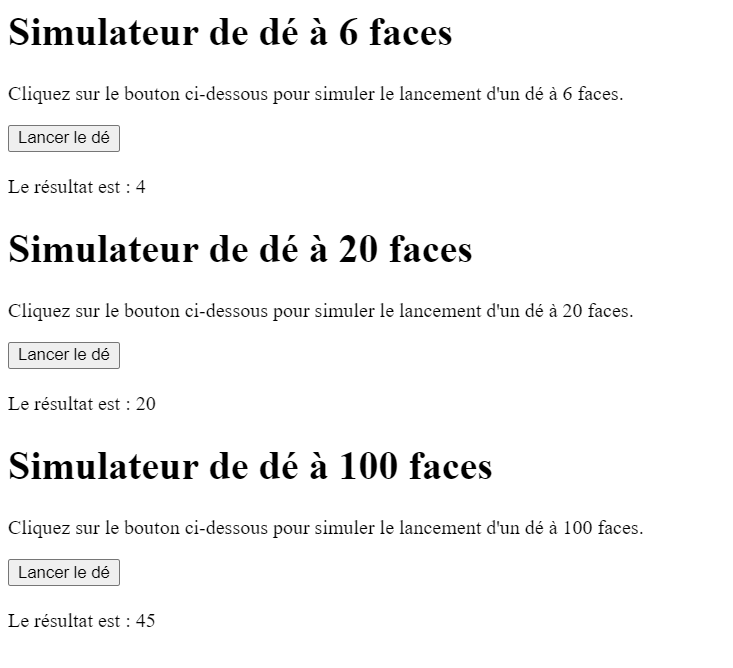 Simulateur de dé à 6 faces
Cliquez sur le bouton ci-dessous pour simuler le lancement d'un dé à 6 faces.
Lancer le dé
Le résultat est : 4
Simulateur de dé à 20 faces
Cliquez sur le bouton ci-dessous pour simuler le lancement d'un dé à 20 faces.
Lancer le dé
Le résultat est : 20
Simulateur de dé à 100 faces
Cliquez sur le bouton ci-dessous pour simuler le lancement d'un dé à 100 faces.
Lancer le dé
Le résultat est : 45